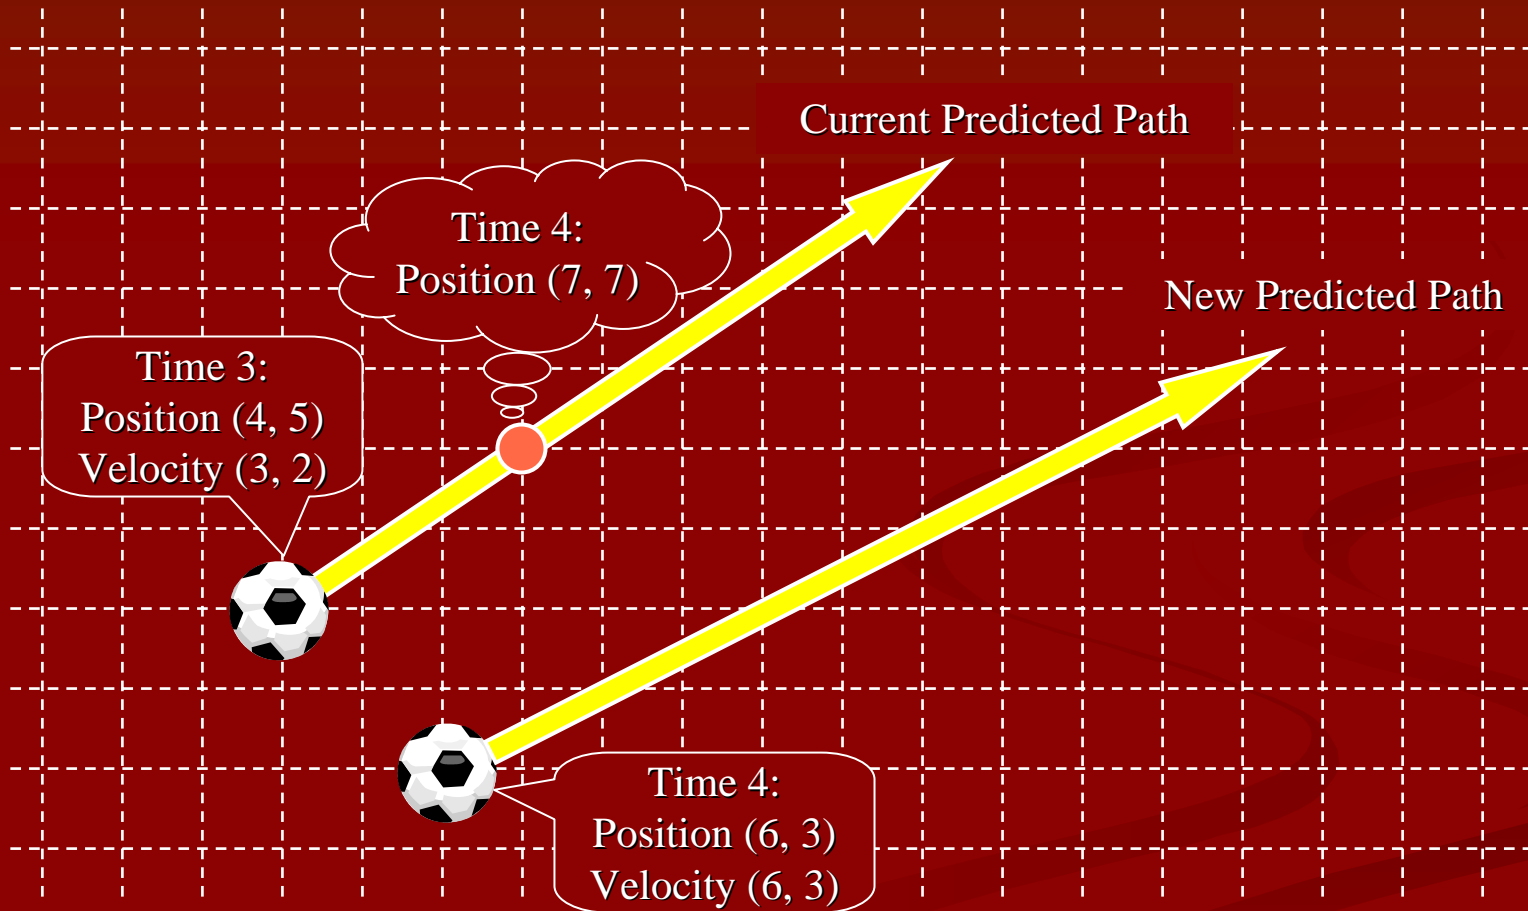 Current Predicted Path
Time 4:
Position (7, 7)
New Predicted Path
Time 3:
Position (4, 5)
Velocity (3, 2)
Time 4:
Position (6, 3)
Velocity (6, 3)